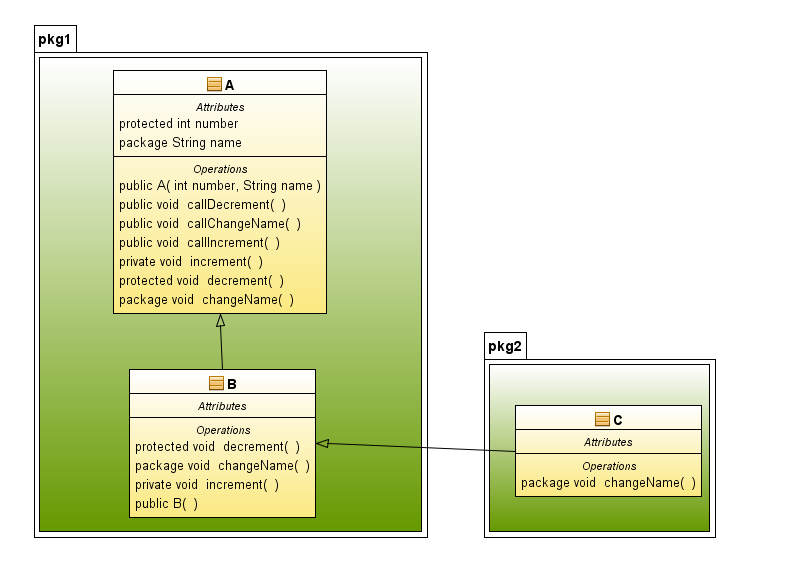 pkg1
A
Attributes
protected int number
package String name
Operations
public A( int number, String name )
public void callDecrement( )
public void callChangeName( )
public void callIncrement( )
private void increment( )
protected void decrement( )
package void changeName( )
B
Attributes
Operations
protected void decrement( )
package void changeName( )
private void increment( )
public B( )
pkg2
C
Attributes
Operations
package void changeName( )